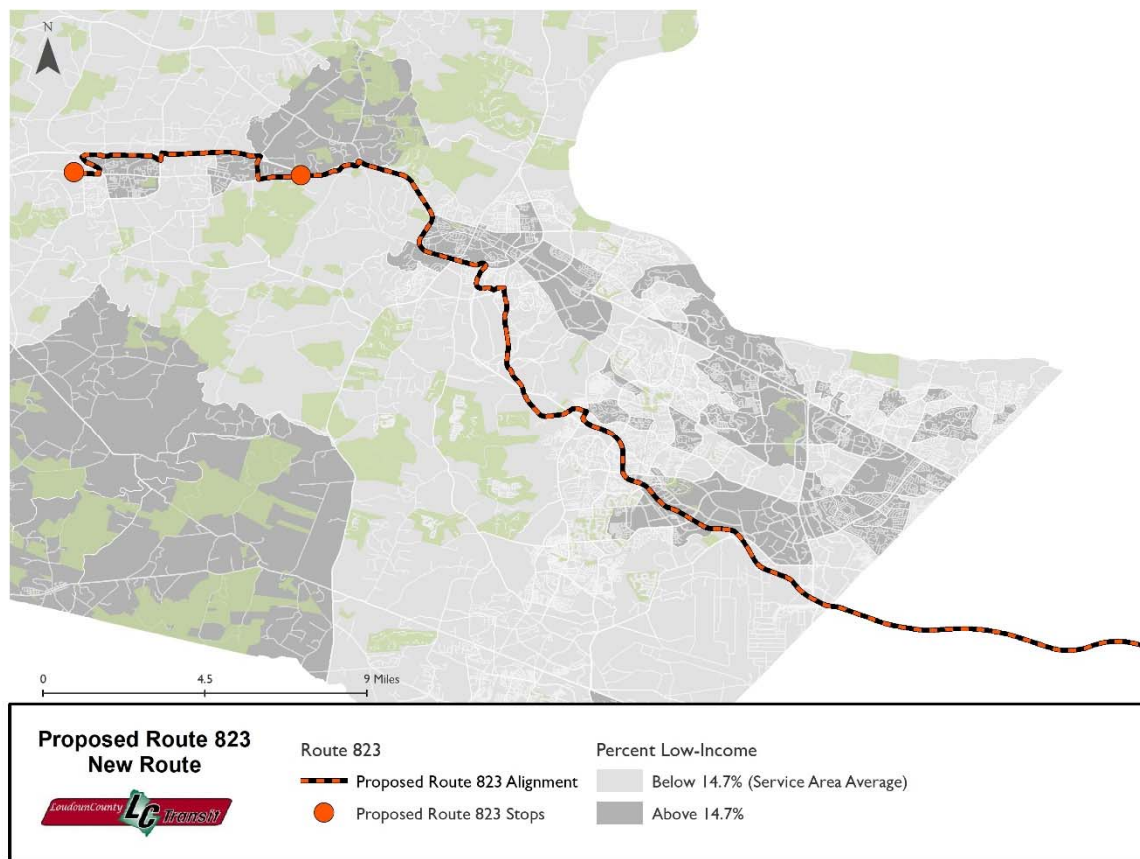 N
0 4.5 9 Miles
Proposed Route 823
New Route
LoudounCounty LC Transit
Route 823
Proposed Route 823 Alignment
Proposed Route 823 Stops
Percent Low-Income
Below 14.7% (Service Area Average)
Above 14.7%